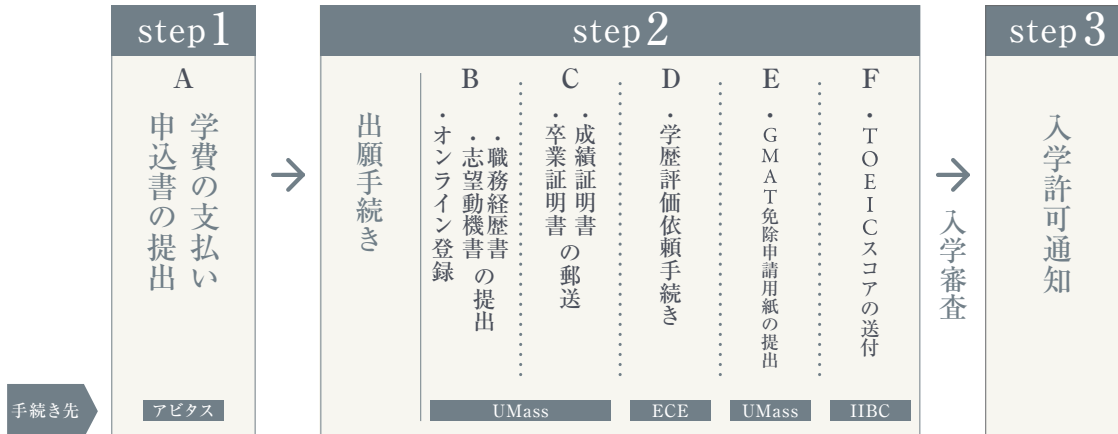 step1
A
学費の支払い
申込書の提出
step2
出願手続き
B
・オンライン登録
・職務経歴書
・志望動機書
の提出
C
・成績証明書
・卒業証明書
の郵送
D
・学歴評価依頼手続き
E
・GMAT免除申請用紙の提出
F
・TOEICスコアの送付
入学審査
step3
入学許可通知
手続き先
アビタス
UMass
ECE
UMass
IIBC